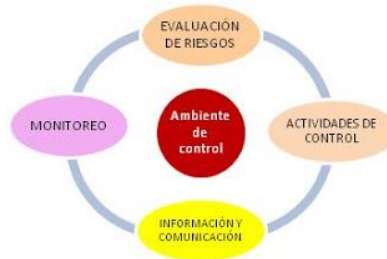 EVALUACIÓN
DE RIESGOS
MONITOREO
Ambiente
de
control
ACTIVIDADES DE
CONTROL
INFORMACIÓN Y
COMUNICACIÓN